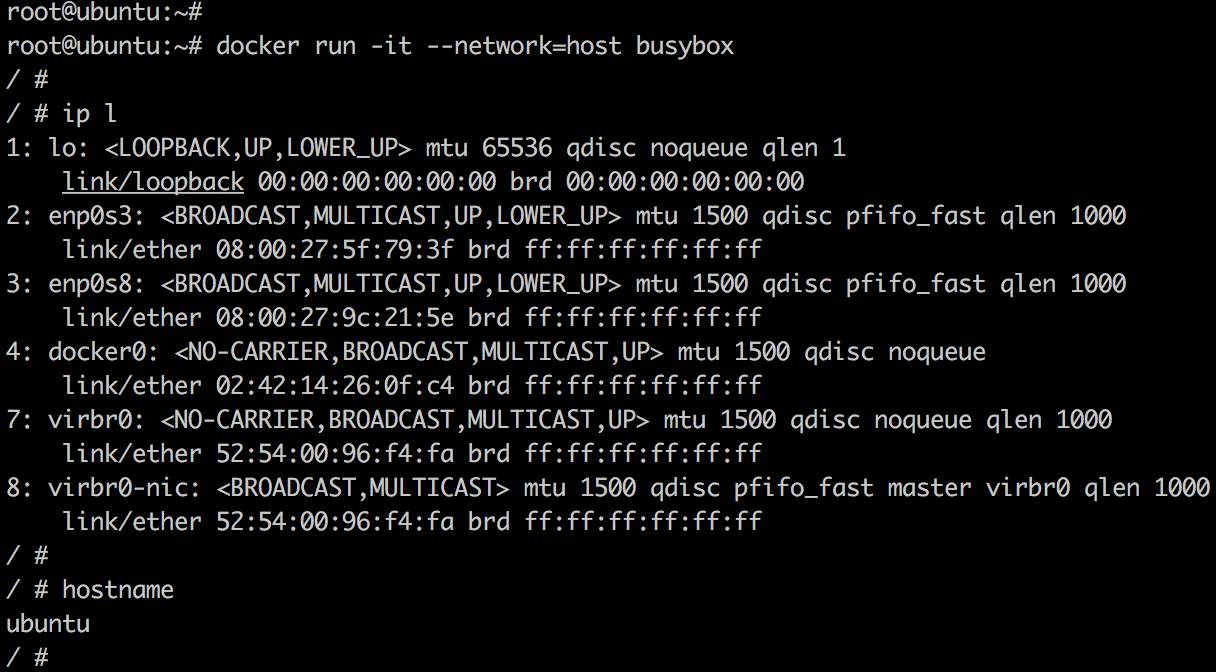 root@ubuntu:~#
root@ubuntu:~# docker run -it --network=host busybox
/ #
/ # ip l
1: lo: <LOOPBACK,UP,LOWER_UP> mtu 65536 qdisc noqueue qlen 1
    link/loopback 00:00:00:00:00:00 brd 00:00:00:00:00:00
2: enp0s3: <BROADCAST,MULTICAST,UP,LOWER_UP> mtu 1500 qdisc pfifo_fast qlen 1000
    link/ether 08:00:27:5f:79:3f brd ff:ff:ff:ff:ff:ff
3: enp0s8: <BROADCAST,MULTICAST,UP,LOWER_UP> mtu 1500 qdisc pfifo_fast qlen 1000
    link/ether 08:00:27:9c:21:5e brd ff:ff:ff:ff:ff:ff
4: docker0: <NO-CARRIER,BROADCAST,MULTICAST,UP> mtu 1500 qdisc noqueue
    link/ether 02:42:14:26:0f:c4 brd ff:ff:ff:ff:ff:ff
7: virbr0: <NO-CARRIER,BROADCAST,MULTICAST,UP> mtu 1500 qdisc noqueue qlen 1000
    link/ether 52:54:00:96:f4:fa brd ff:ff:ff:ff:ff:ff
8: virbr0-nic: <BROADCAST,MULTICAST> mtu 1500 qdisc pfifo_fast master virbr0 qlen 1000
    link/ether 52:54:00:96:f4:fa brd ff:ff:ff:ff:ff:ff
/ #
/ # hostname
ubuntu
/ #